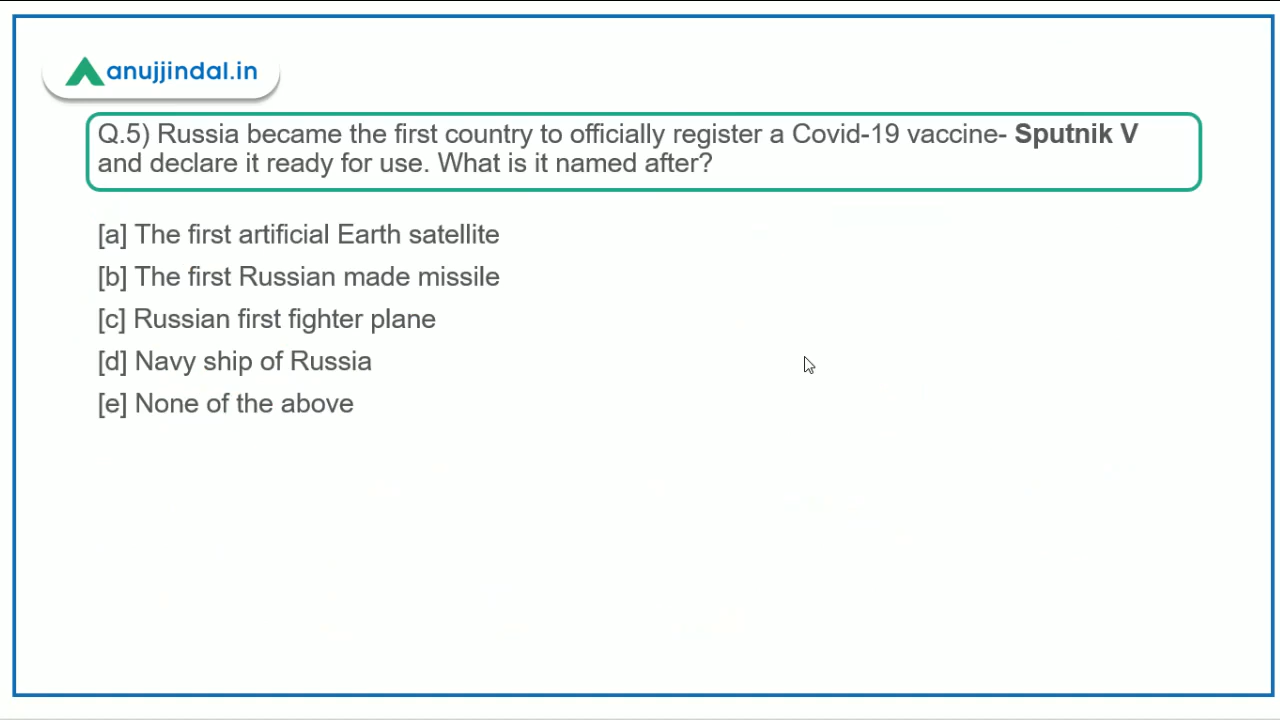 anujjindal.in
Q.5) Russia became the first country to officially register a Covid-19 vaccine- Sputnik V
and declare it ready for use. What is it named after?
[a] The first artificial Earth satellite
[b] The first Russian made missile
[c] Russian first fighter plane
[d] Navy ship of Russia
[e] None of the above